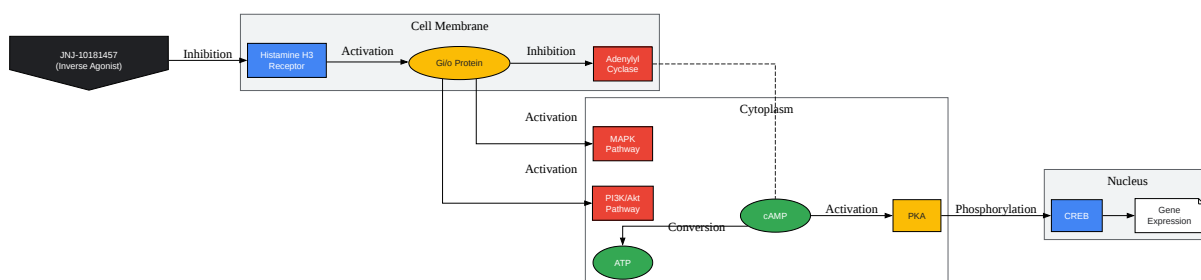 Cell Membrane
JNJ-10181457
(Inverse Agonist)
Inhibition
Histamine H3
Receptor
Activation
Gi/o Protein
Inhibition
Adenylyl
Cyclase
Cytoplasm
Activation
MAPK
Pathway
Activation
PI3K/Akt
Pathway
Conversion
ATP
cAMP
Activation
PKA
Phosphorylation
Nucleus
CREB
Gene
Expression